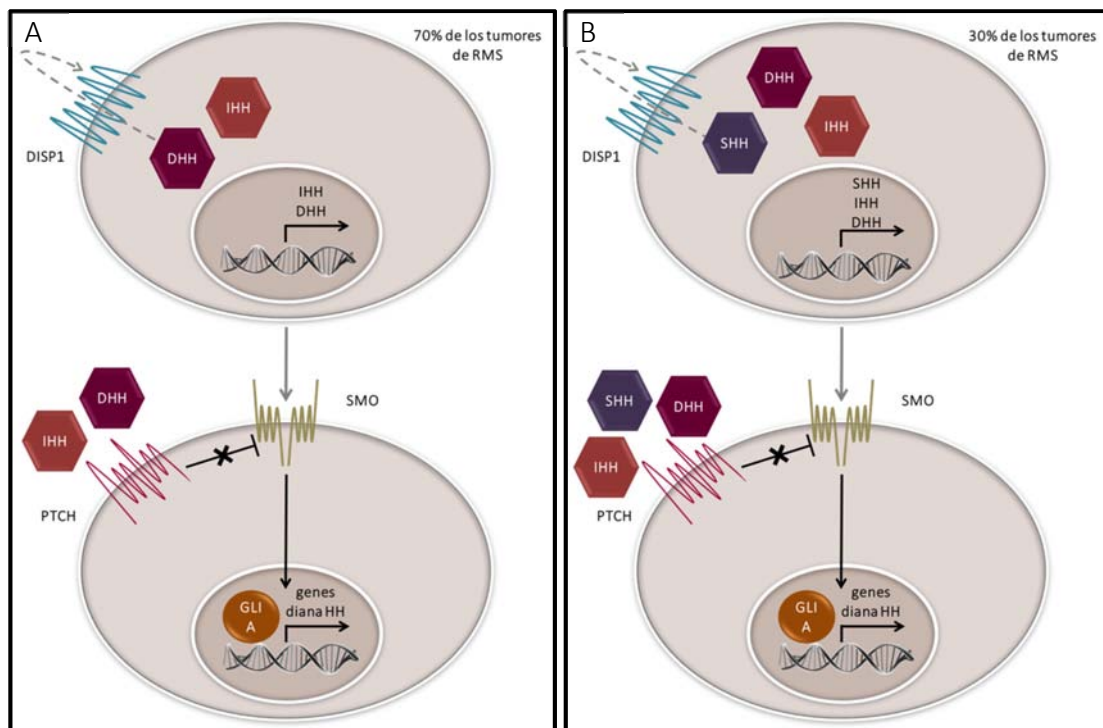 A
70% de los tumores
de RMS
IHH
DHH
DISP1
IHH
DHH
DHH
IHH
SMO
PTCH
GLI
A
genes
diana HH
B
30% de los tumores
de RMS
DHH
IHH
SHH
DISP1
SHH
IHH
DHH
SHH
DHH
IHH
SMO
PTCH
GLI
A
genes
diana HH